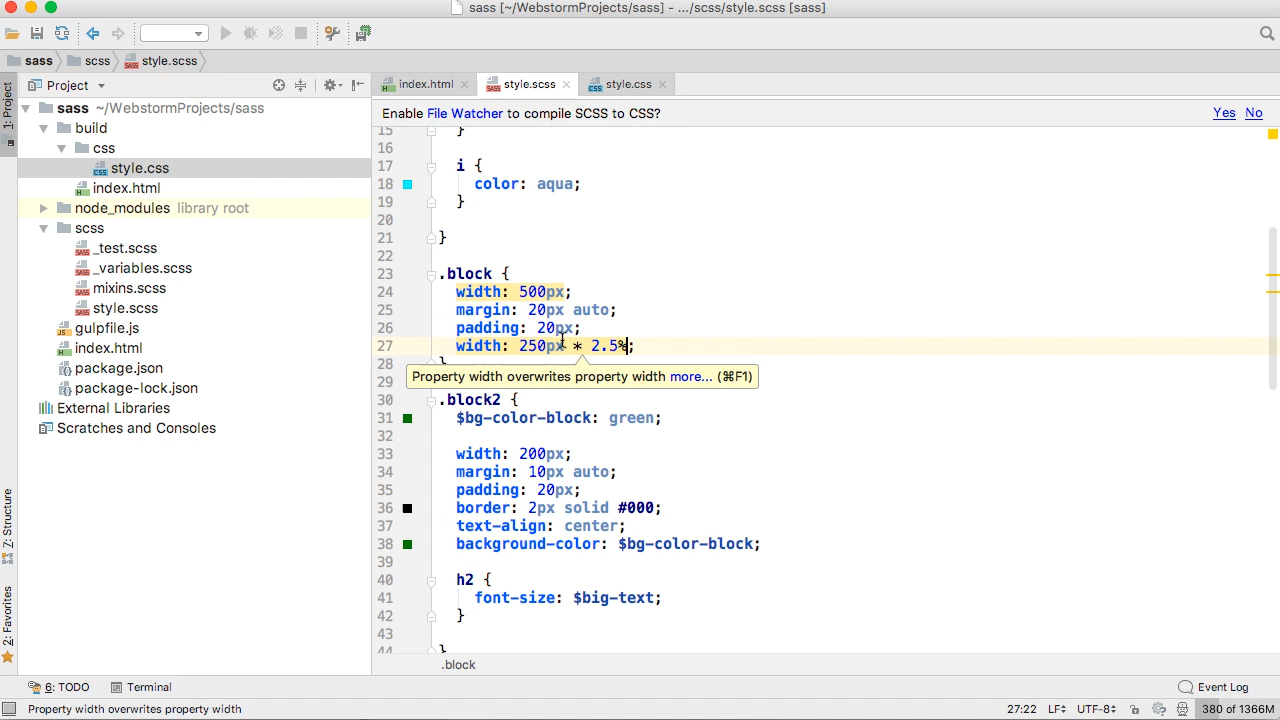 sass [~/WebstormProjects/sass] - .../scss/style.scss [sass]
sass scss style.scss
1: Project
Project
index.html style.scss style.css
sass ~/WebstormProjects/sass
build
css
style.css
index.html
node_modules library root
scss
_test.scss
_variables.scss
mixins.scss
style.scss
gulpfile.js
index.html
package.json
package-lock.json
External Libraries
Scratches and Consoles
7: Structure
2: Favorites
Enable File Watcher to compile SCSS to CSS? Yes No
15 }
16
17 i {
18 color: aqua;
19 }
20
21 }
22
23 .block {
24 width: 500px;
25 margin: 20px auto;
26 padding: 20px;
27 width: 250px * 2.5%;
28 }
Property width overwrites property width more... (⌘F1)
29
30 .block2 {
31 $bg-color-block: green;
32
33 width: 200px;
34 margin: 10px auto;
35 padding: 20px;
36 border: 2px solid #000;
37 text-align: center;
38 background-color: $bg-color-block;
39
40 h2 {
41 font-size: $big-text;
42 }
43
44 }
.block
6: TODO Terminal Event Log
Property width overwrites property width 27:22 LF UTF-8 380 of 1366M